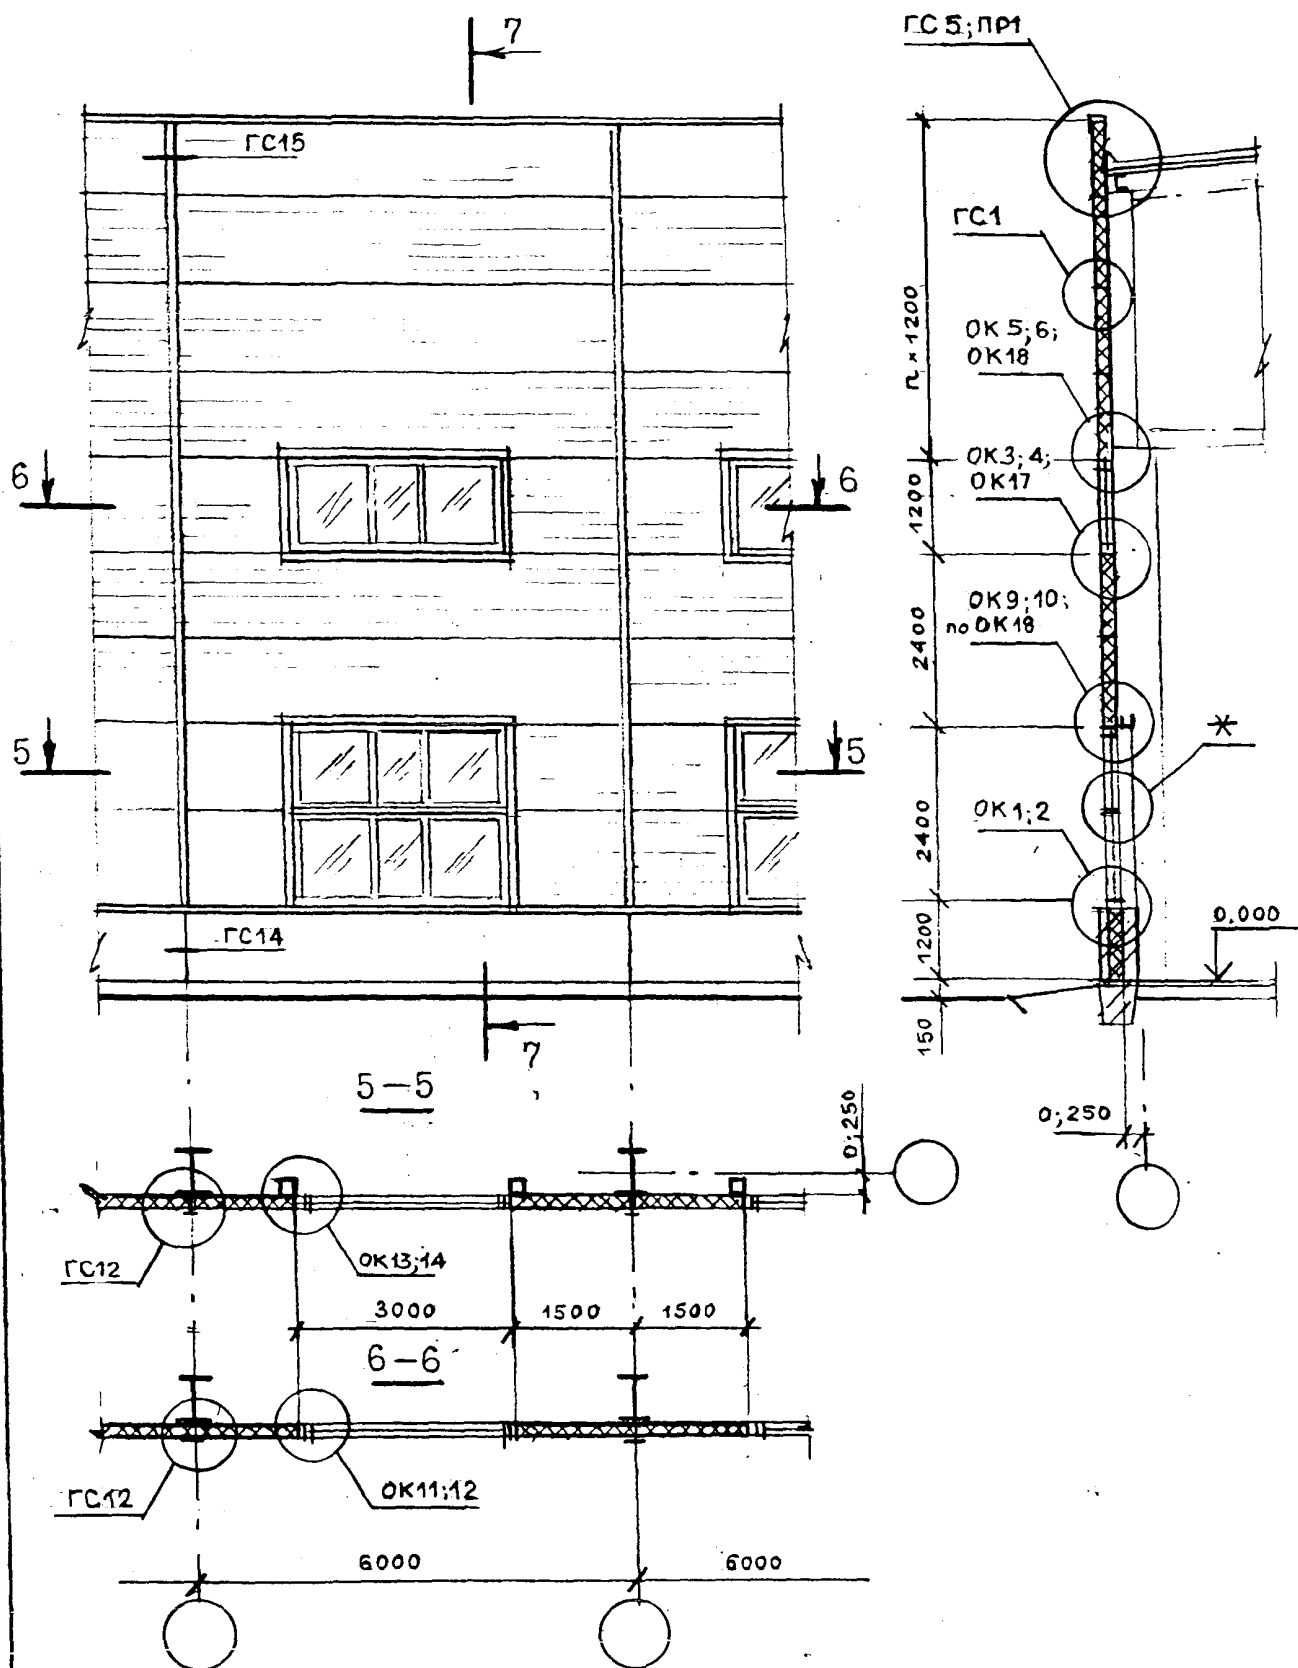 7
ГС 5; ПР1
ГС15
ГС1
n × 1200
ОК 5; 6;
ОК18
6
6
ОК3; 4;
ОК17
1200
ОК9; 10;
по ОК18
2400
5
5
*
ОК1; 2
2400
ГС14
1200
0.000
150
7
5–5
0; 250
0; 250
ГС12
ОК13; 14
3000
1500
1500
6–6
ГС12
ОК11; 12
6000
6000